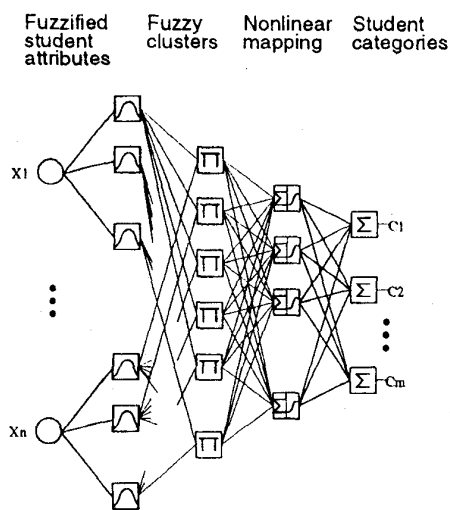 Fuzzified student attributes
Fuzzy clusters
Nonlinear mapping
Student categories
X1
Π
Π
Σ
Π
Σ
C1
Σ
Π
Σ
C2
Σ
Π
Π
Σ
Cm
Xn
Σ
Π